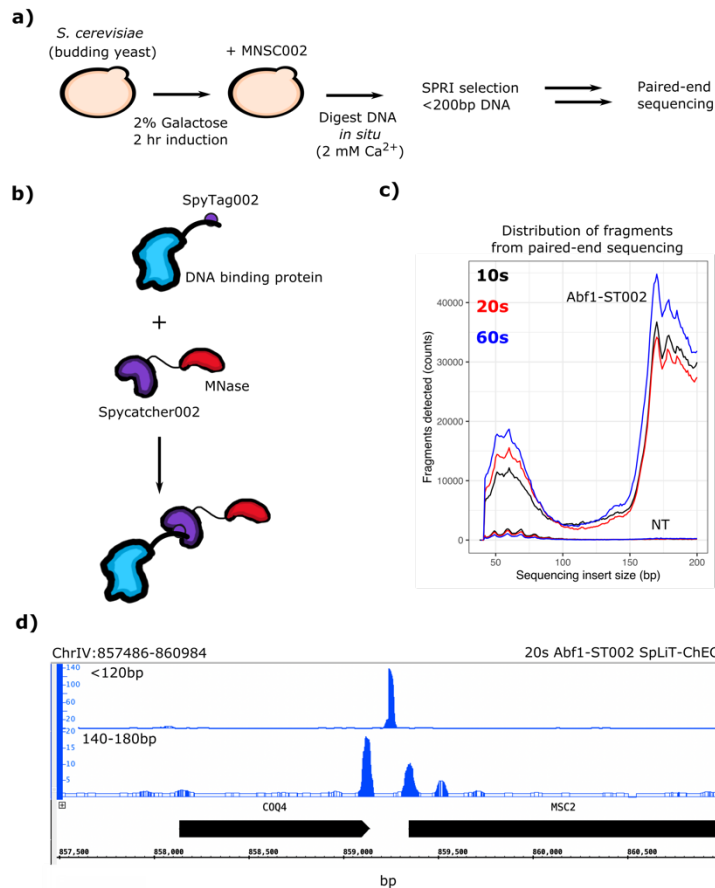 a)
S. cerevisiae
(budding yeast)
+ MNSC002
2% Galactose
2 hr induction
Digest DNA
in situ
(2 mM Ca²⁺)
SPRI selection
<200bp DNA
Paired-end
sequencing
b)
SpyTag002
DNA binding protein
+
MNase
Spycatcher002
c)
Distribution of fragments
from paired-end sequencing
10s
20s
60s
Abf1-ST002
NT
Fragments detected (counts)
40000
30000
20000
10000
0
50
100
150
200
Sequencing insert size (bp)
d)
ChrIV:857486-860984
20s Abf1-ST002 SpLiT-ChEC
<120bp
140
100
60
20
140-180bp
20
15
10
5
COQ4
MSC2
857,500
858,000
858,500
859,000
859,500
860,000
860,500
bp